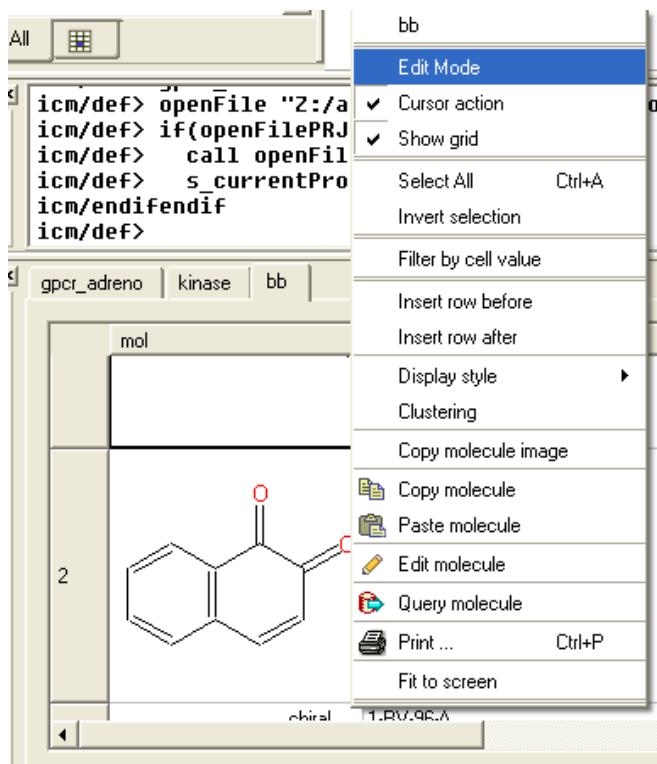 All
bb
Edit Mode
Cursor action
Show grid
Select All Ctrl+A
Invert selection
Filter by cell value
Insert row before
Insert row after
Display style
Clustering
Copy molecule image
Copy molecule
Paste molecule
Edit molecule
Query molecule
Print ... Ctrl+P
Fit to screen
icm/def> openFile "Z:/a
icm/def> if(openFilePRJ
icm/def> call openFil
icm/def> s_currentPro
icm/endifendif
icm/def>
gpcr_adreno kinase bb
mol
2
O
O
chiral 1-BV-96-A